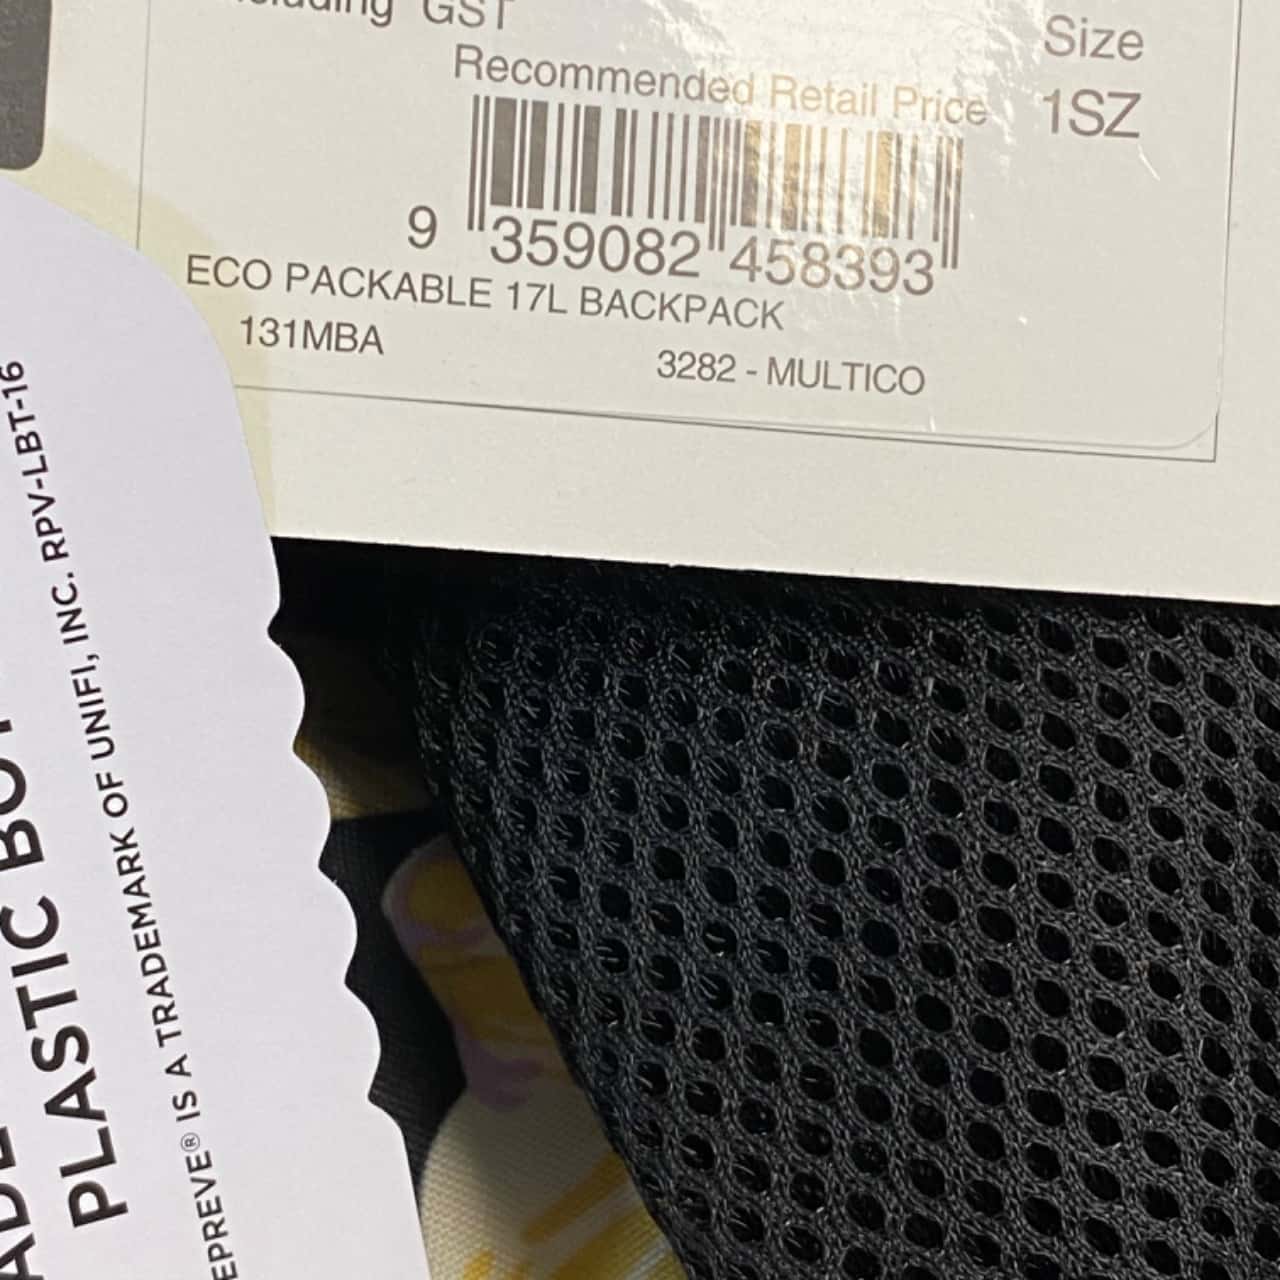 GST
Recommended Retail Price
Size
1SZ
9 359082 458393
ECO PACKABLE 17L BACKPACK
131MBA
3282 - MULTICO
PLASTIC
IS A TRADEMARK OF UNIFI, INC. RPV-LBT-16